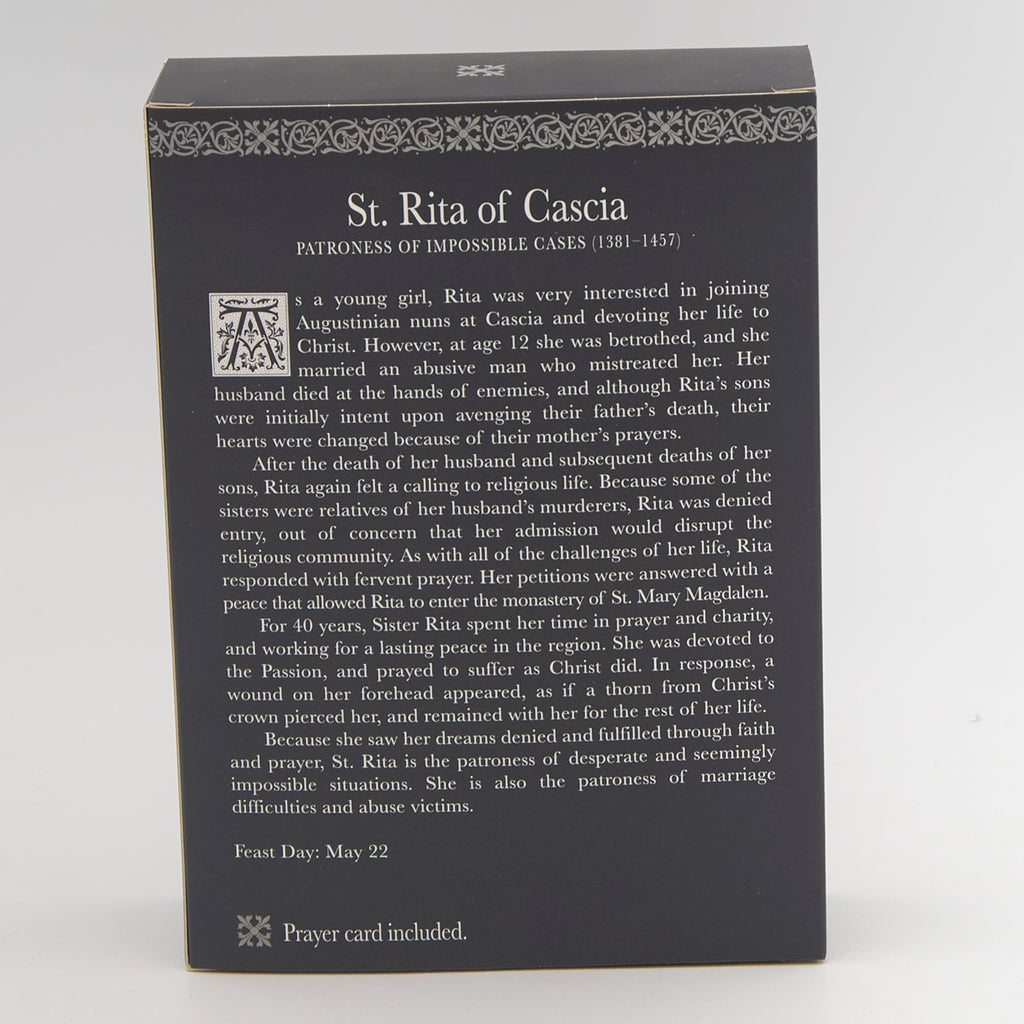 St. Rita of Cascia
PATRONESS OF IMPOSSIBLE CASES (1381–1457)
As a young girl, Rita was very interested in joining
Augustinian nuns at Cascia and devoting her life to
Christ. However, at age 12 she was betrothed, and she
married an abusive man who mistreated her. Her
husband died at the hands of enemies, and although Rita's sons
were initially intent upon avenging their father's death, their
hearts were changed because of their mother's prayers.
After the death of her husband and subsequent deaths of her
sons, Rita again felt a calling to religious life. Because some of the
sisters were relatives of her husband's murderers, Rita was denied
entry, out of concern that her admission would disrupt the
religious community. As with all of the challenges of her life, Rita
responded with fervent prayer. Her petitions were answered with a
peace that allowed Rita to enter the monastery of St. Mary Magdalen.
For 40 years, Sister Rita spent her time in prayer and charity,
and working for a lasting peace in the region. She was devoted to
the Passion, and prayed to suffer as Christ did. In response, a
wound on her forehead appeared, as if a thorn from Christ's
crown pierced her, and remained with her for the rest of her life.
Because she saw her dreams denied and fulfilled through faith
and prayer, St. Rita is the patroness of desperate and seemingly
impossible situations. She is also the patroness of marriage
difficulties and abuse victims.
Feast Day: May 22
Prayer card included.